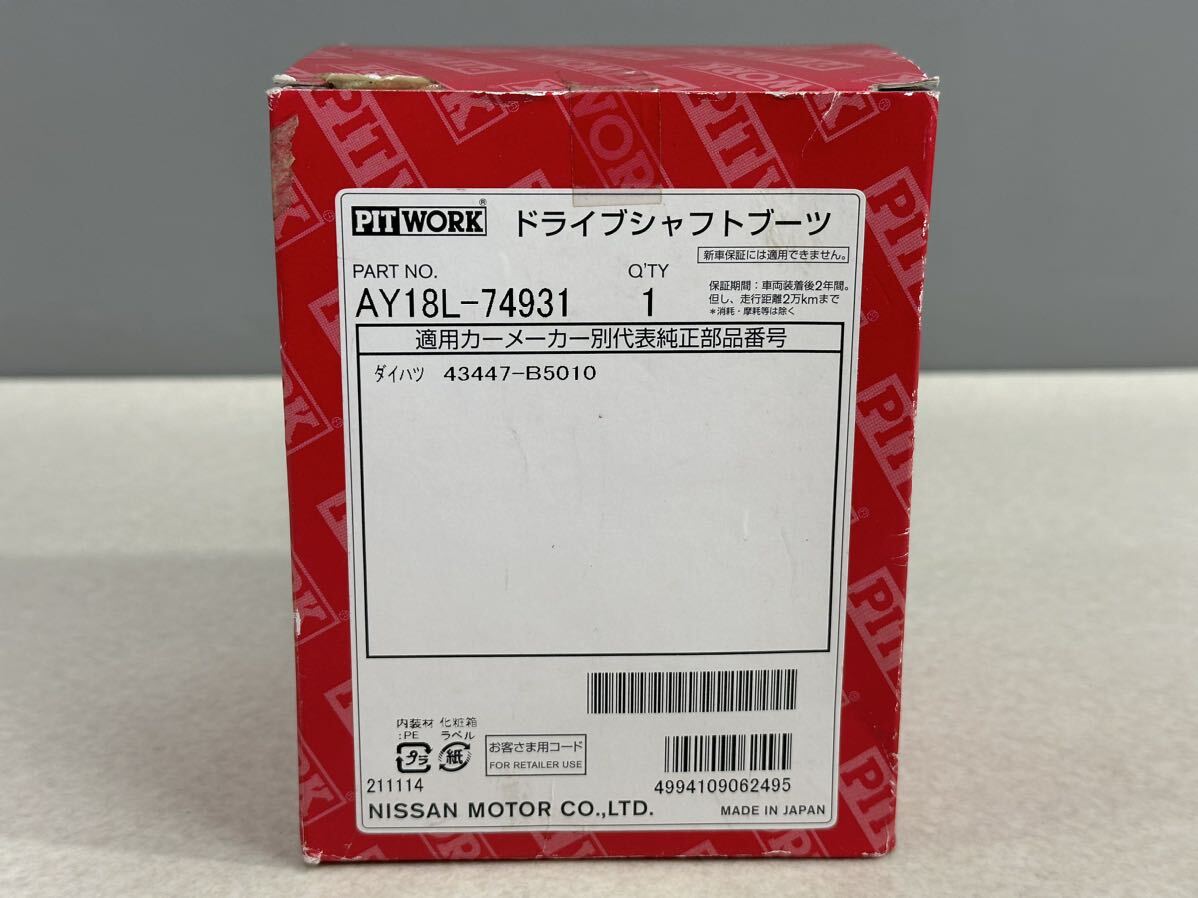 PITWORK® ドライブシャフトブーツ
新車保証には適用できません。
PART NO. Q'TY
AY18L-74931 1
保証期間：車両装着後2年間。
但し、走行距離2万kmまで
*消耗・摩耗等は除く
適用カーメーカー別代表純正部品番号
ダイハツ 43447-B5010
内装材 化粧箱
:PE ラベル
プラ 紙
お客さま用コード
FOR RETAILER USE
211114
4994109062495
NISSAN MOTOR CO.,LTD. MADE IN JAPAN